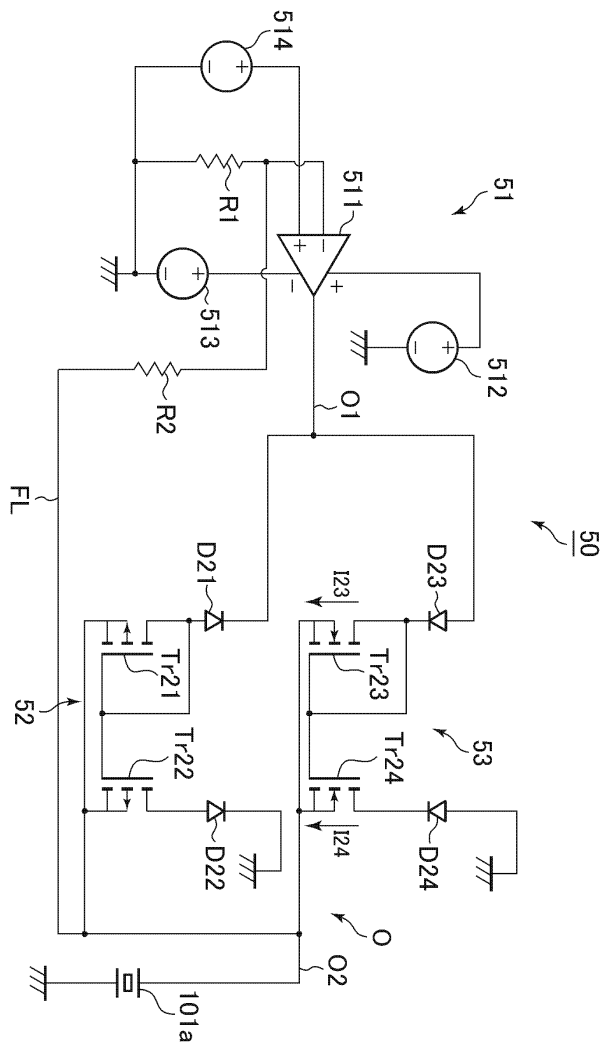 50
51
512
+
−
53
D23
D24
Tr24
O
Tr23
511
−
+
+
−
O1
I23
I24
O2
514
+
−
R1
+
−
513
D21
D22
Tr21
Tr22
101a
R2
52
FL